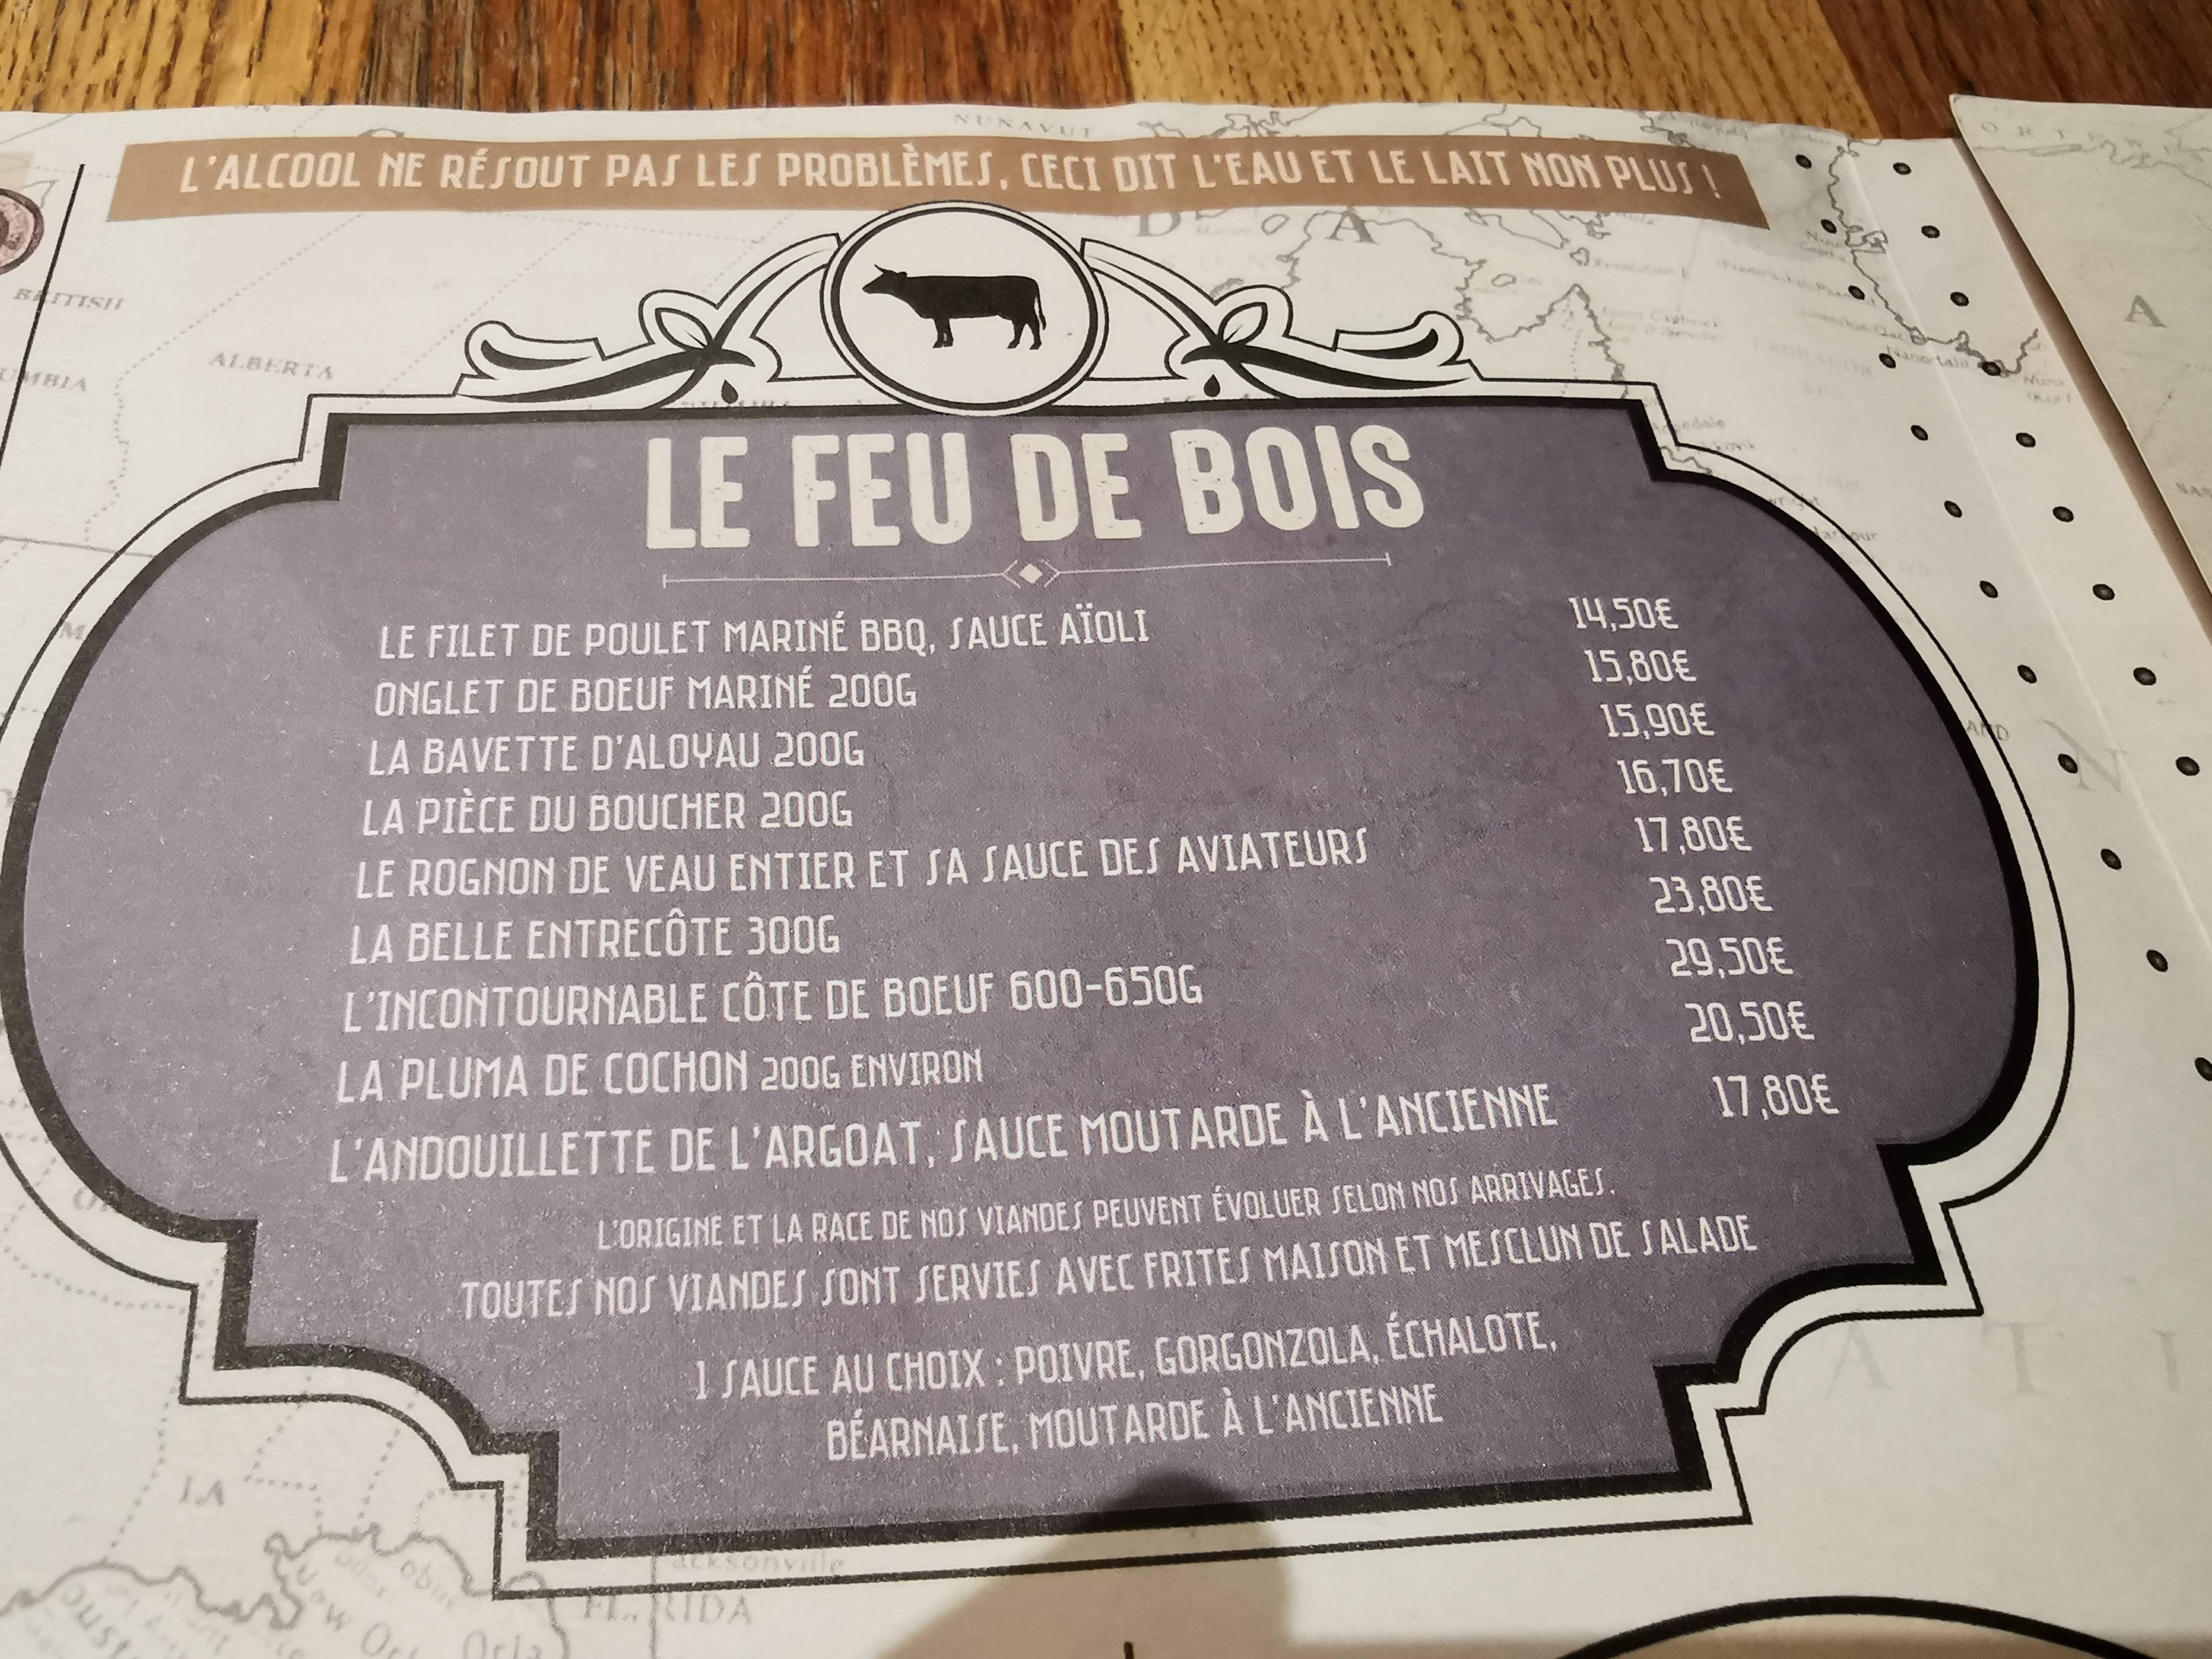 NUNAVUT
L'ALCOOL NE RÉSOUT PAS LES PROBLÈMES, CECI DIT L'EAU ET LE LAIT NON PLUS !
D A
BRITISH
ALBERTA
LE FEU DE BOIS
LE FILET DE POULET MARINÉ BBQ, SAUCE AÏOLI 14,50€
ONGLET DE BOEUF MARINÉ 200G 15,80€
LA BAVETTE D'ALOYAU 200G 15,90€
LA PIÈCE DU BOUCHER 200G 16,70€
LE ROGNON DE VEAU ENTIER ET SA SAUCE DES AVIATEURS 17,80€
LA BELLE ENTRECÔTE 300G 23,80€
L'INCONTOURNABLE CÔTE DE BOEUF 600-650G 29,50€
LA PLUMA DE COCHON 200G ENVIRON 20,50€
L'ANDOUILLETTE DE L'ARGOAT, SAUCE MOUTARDE À L'ANCIENNE 17,80€
L'ORIGINE ET LA RACE DE NOS VIANDES PEUVENT ÉVOLUER SELON NOS ARRIVAGES.
TOUTES NOS VIANDES SONT SERVIES AVEC FRITES MAISON ET MESCLUN DE SALADE
1 SAUCE AU CHOIX : POIVRE, GORGONZOLA, ÉCHALOTE,
BÉARNAISE, MOUTARDE À L'ANCIENNE
A T I
LA